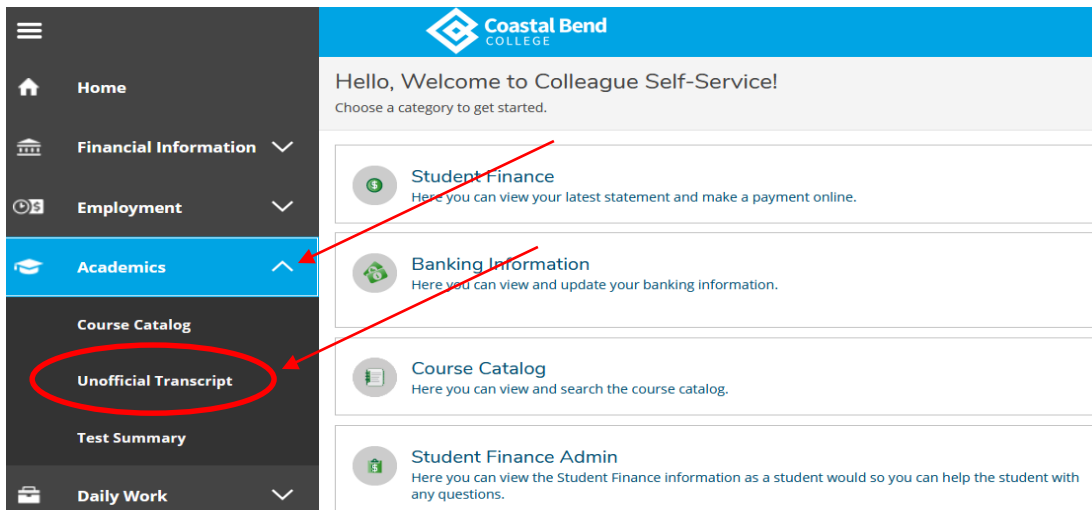 Coastal Bend
COLLEGE
Home
Financial Information
Employment
Academics
Course Catalog
Unofficial Transcript
Test Summary
Daily Work
Hello, Welcome to Colleague Self-Service!
Choose a category to get started.
Student Finance
Here you can view your latest statement and make a payment online.
Banking Information
Here you can view and update your banking information.
Course Catalog
Here you can view and search the course catalog.
Student Finance Admin
Here you can view the Student Finance information as a student would so you can help the student with
any questions.